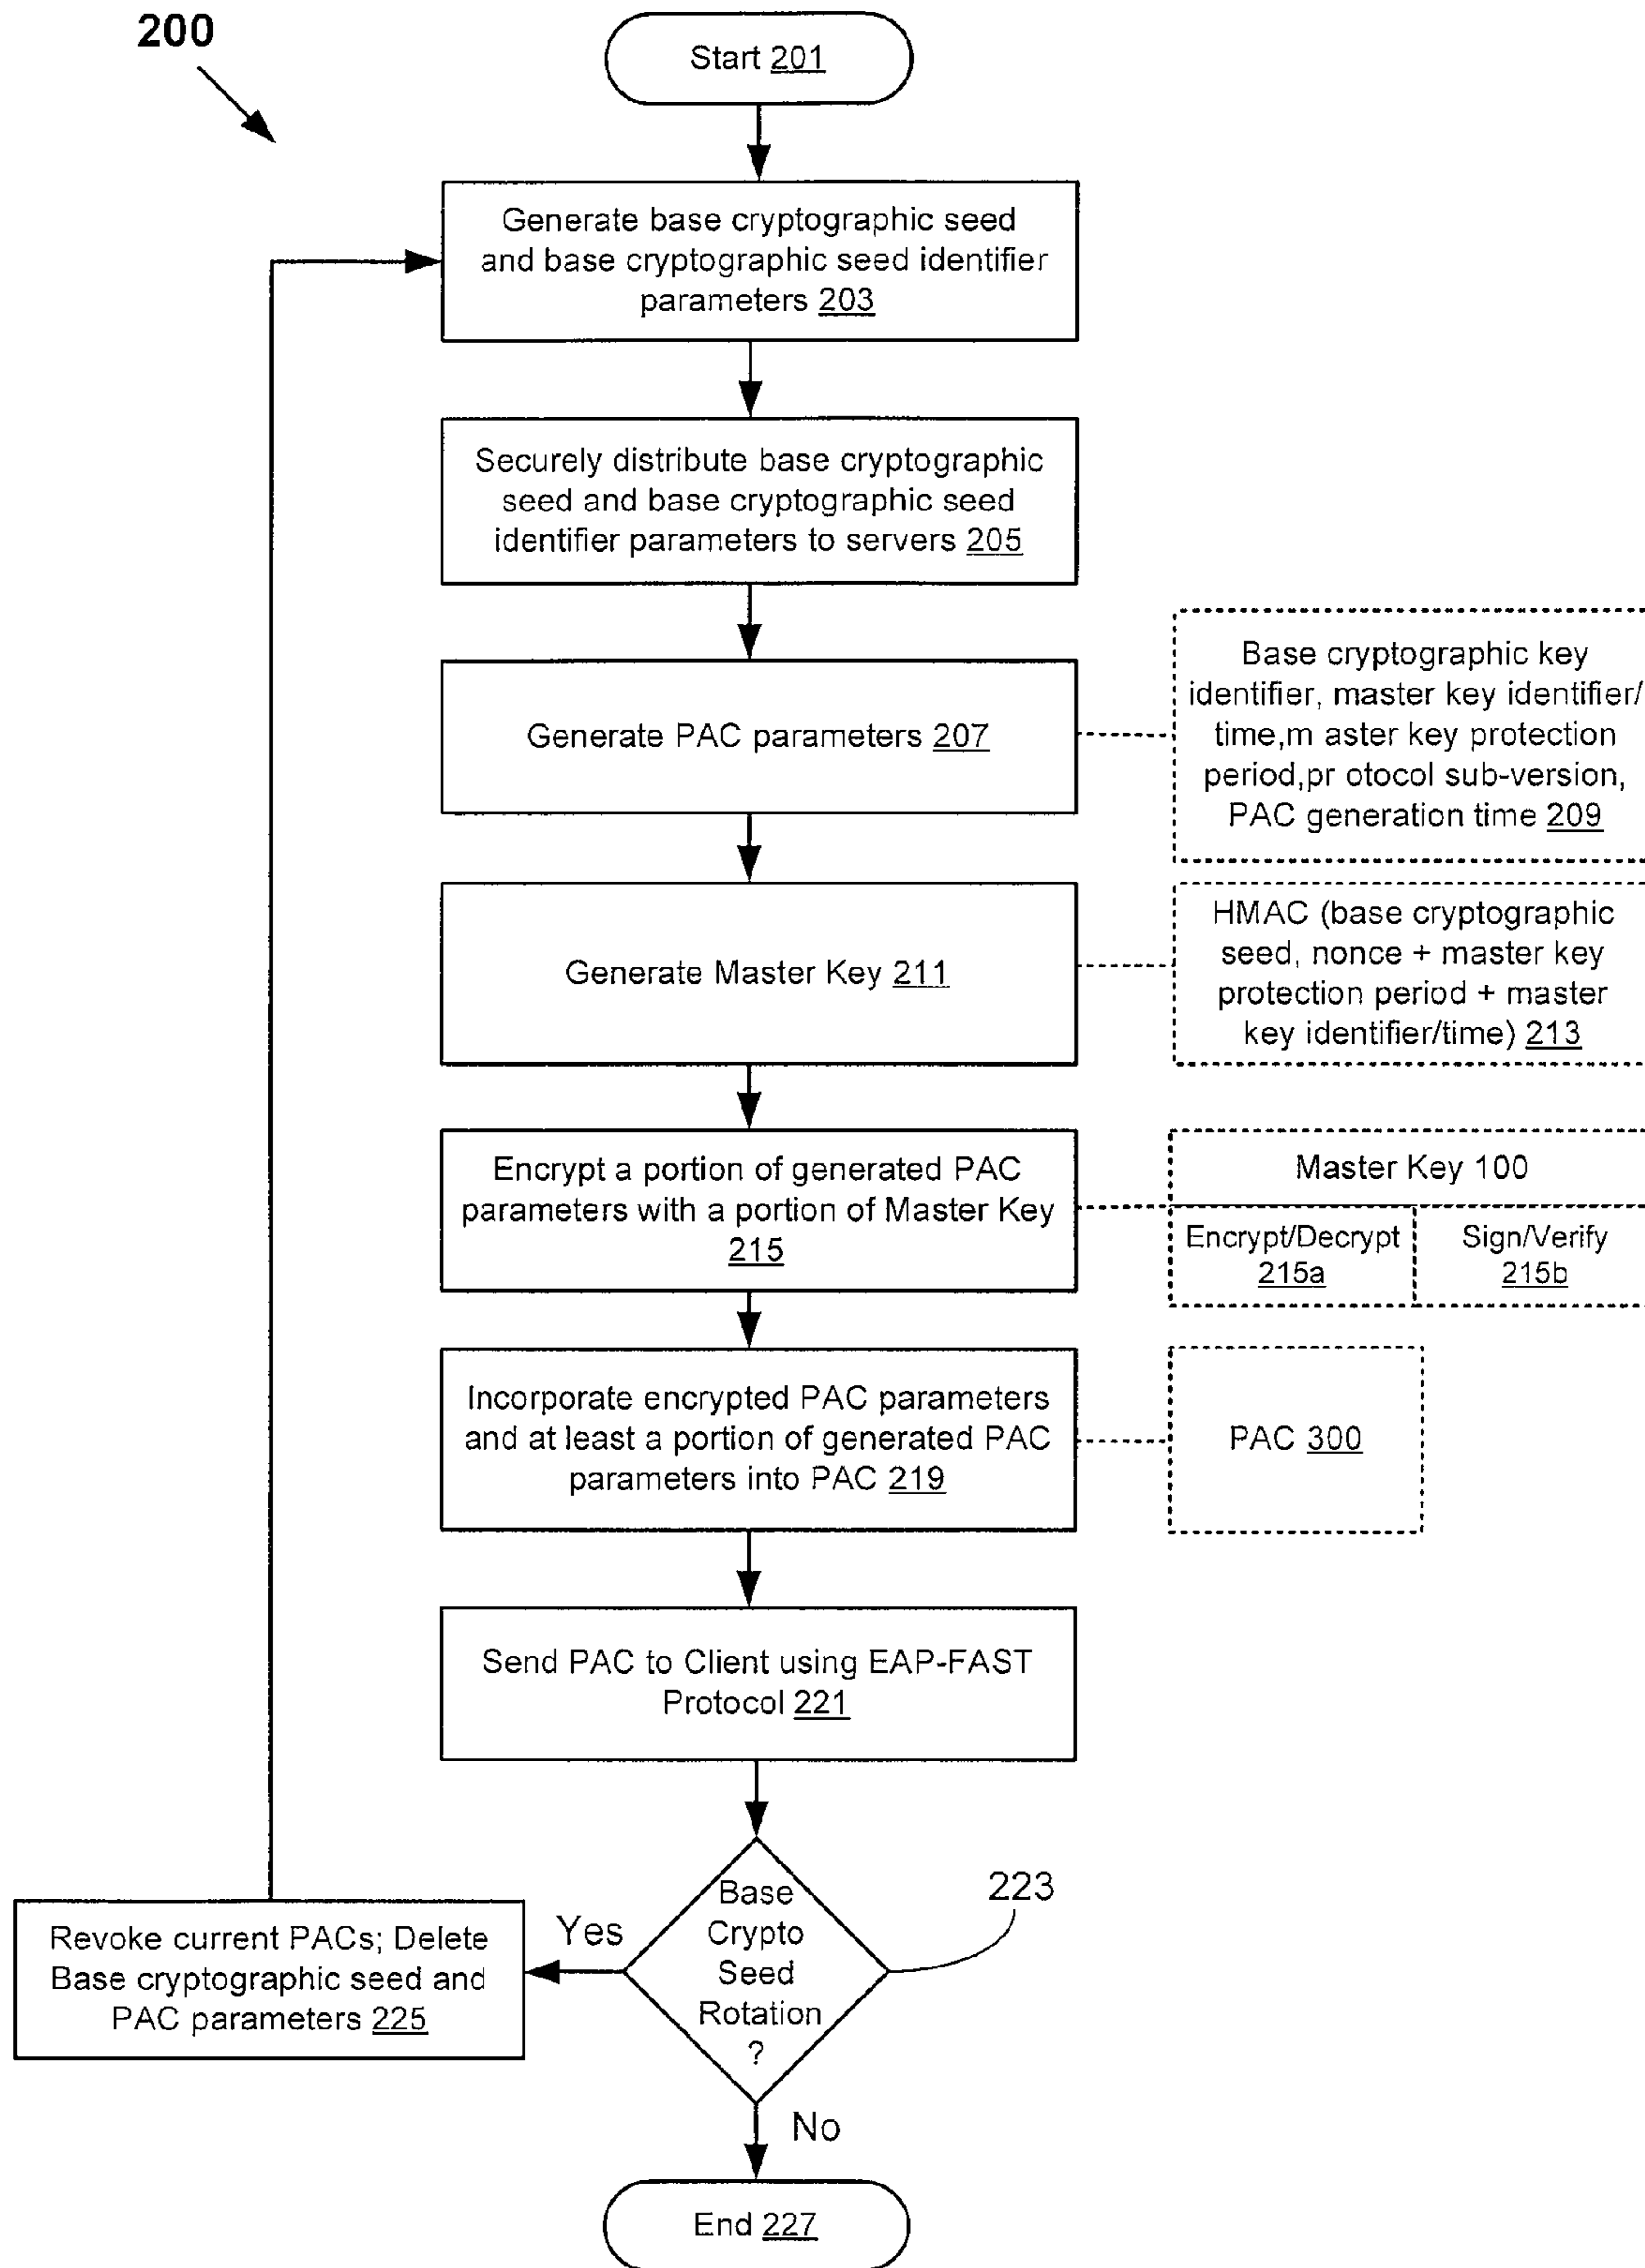 200
Start 201
Generate base cryptographic seed
and base cryptographic seed identifier
parameters 203
Securely distribute base cryptographic
seed and base cryptographic seed
identifier parameters to servers 205
Generate PAC parameters 207
Base cryptographic key
identifier, master key identifier/
time,m aster key protection
period,pr otocol sub-version,
PAC generation time 209
Generate Master Key 211
HMAC (base cryptographic
seed, nonce + master key
protection period + master
key identifier/time) 213
Encrypt a portion of generated PAC
parameters with a portion of Master Key
215
Master Key 100
Encrypt/Decrypt
215a
Sign/Verify
215b
Incorporate encrypted PAC parameters
and at least a portion of generated PAC
parameters into PAC 219
PAC 300
Send PAC to Client using EAP-FAST
Protocol 221
Base
Crypto
Seed
Rotation
?
223
Yes
Revoke current PACs; Delete
Base cryptographic seed and
PAC parameters 225
No
End 227